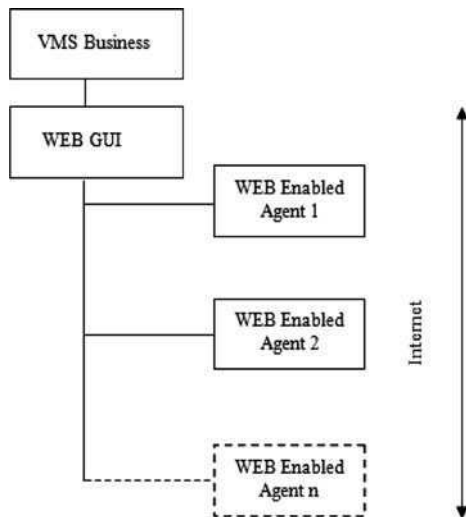 VMS Business
WEB GUI
WEB Enabled
Agent 1
WEB Enabled
Agent 2
Internet
WEB Enabled
Agent n